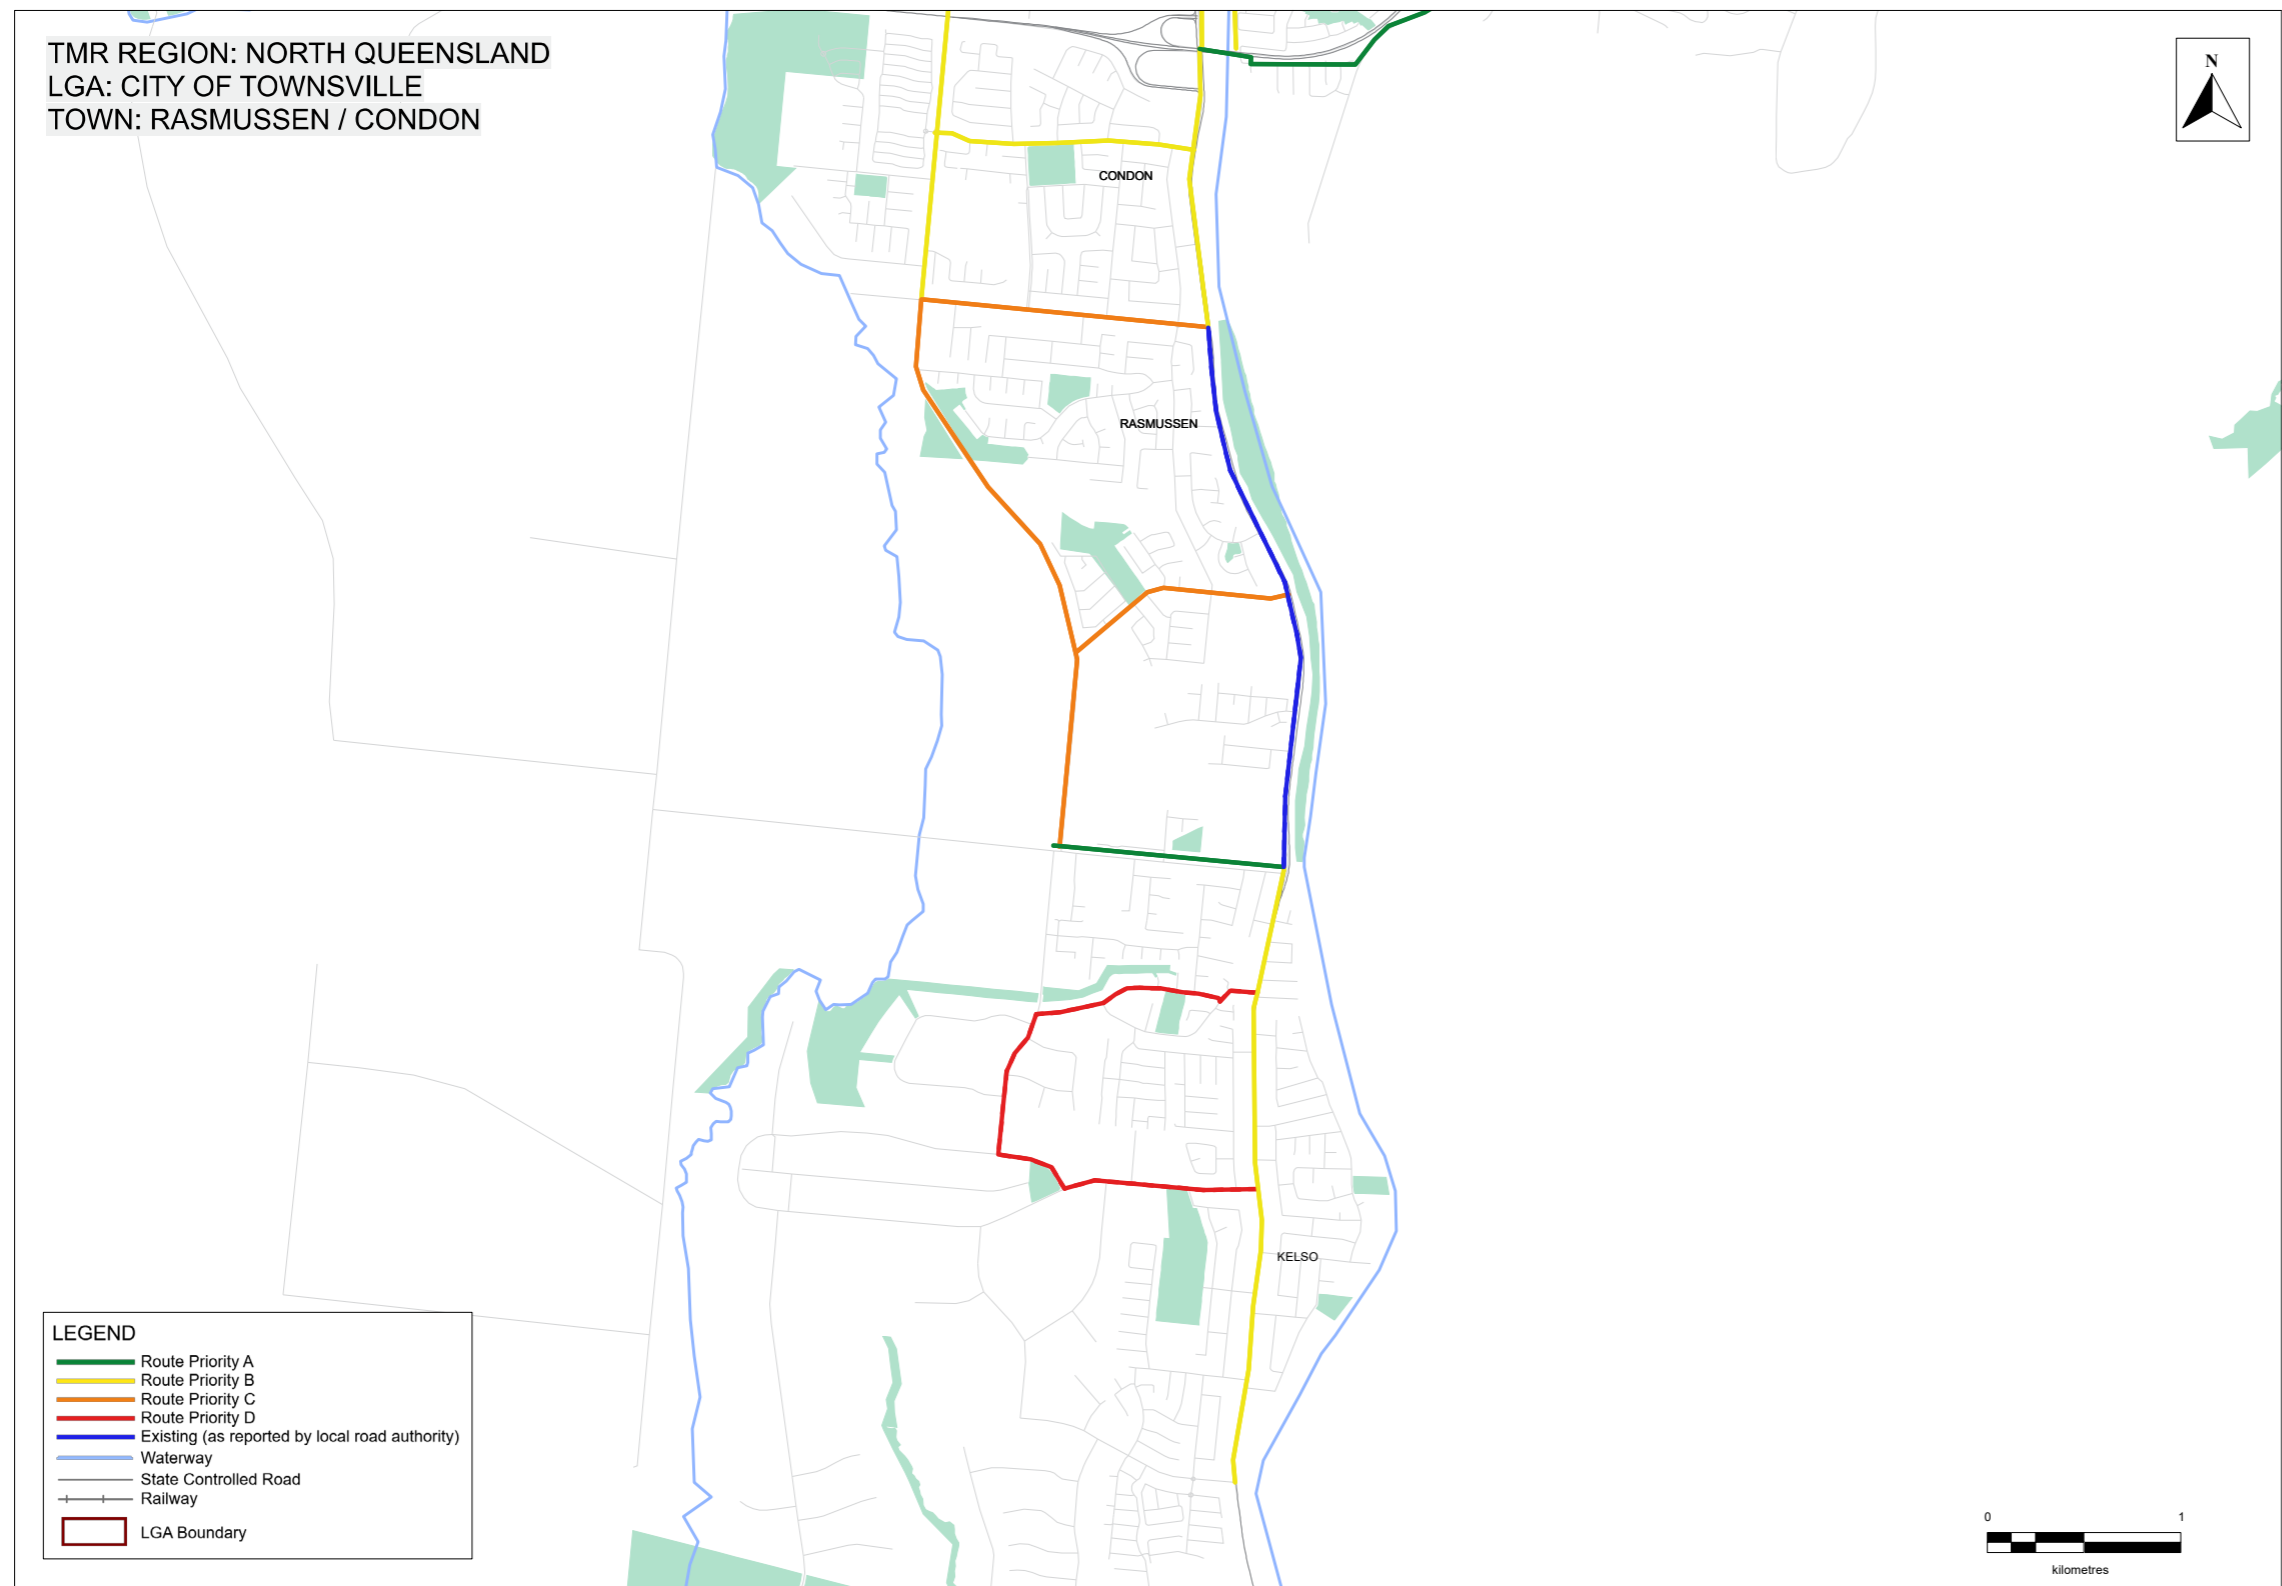 TMR REGION: NORTH QUEENSLAND
LGA: CITY OF TOWNSVILLE
TOWN: RASMUSSEN / CONDON
N
CONDON
RASMUSSEN
KELSO
LEGEND
Route Priority A
Route Priority B
Route Priority C
Route Priority D
Existing (as reported by local road authority)
Waterway
State Controlled Road
Railway
LGA Boundary
0 1
kilometres